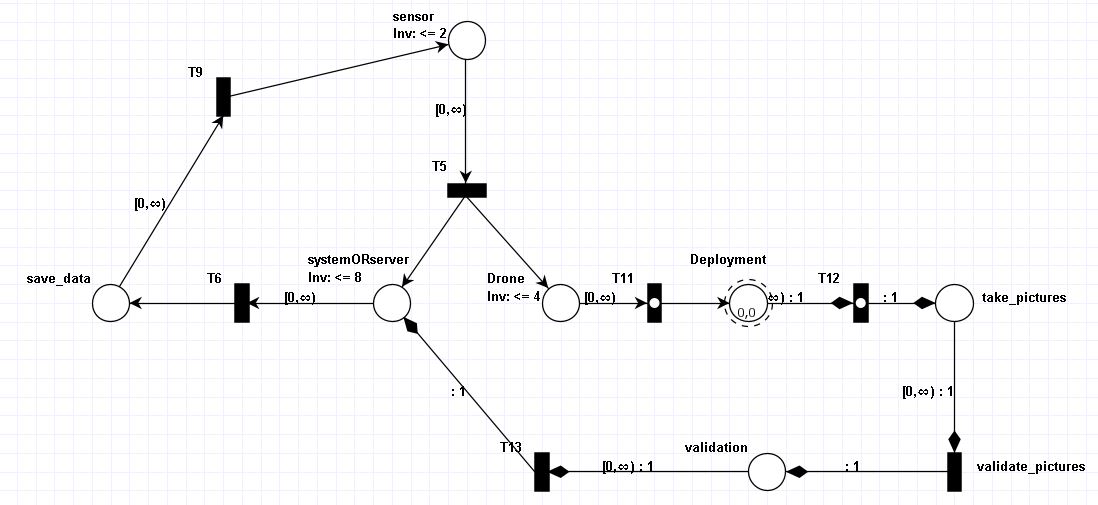 sensor
Inv: <= 2
T9
[0,∞)
T5
[0,∞)
systemORserver
Inv: <= 8
Drone
Inv: <= 4
Deployment
save_data
T6
[0,∞)
[0,∞)
T11
0,0
∞) : 1
T12
: 1
take_pictures
: 1
[0,∞) : 1
T13
[0,∞) : 1
validation
: 1
validate_pictures